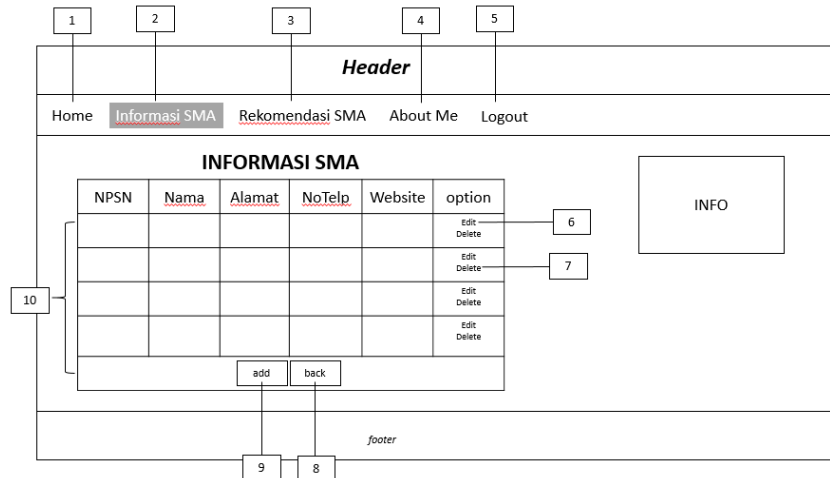 1 2 3 4 5
Header
Home Informasi SMA Rekomendasi SMA About Me Logout
INFORMASI SMA
NPSN Nama Alamat NoTelp Website option
INFO
Edit 6
Delete
Edit
Delete 7
Edit
10
Delete
Edit
Delete
add back
footer
9 8